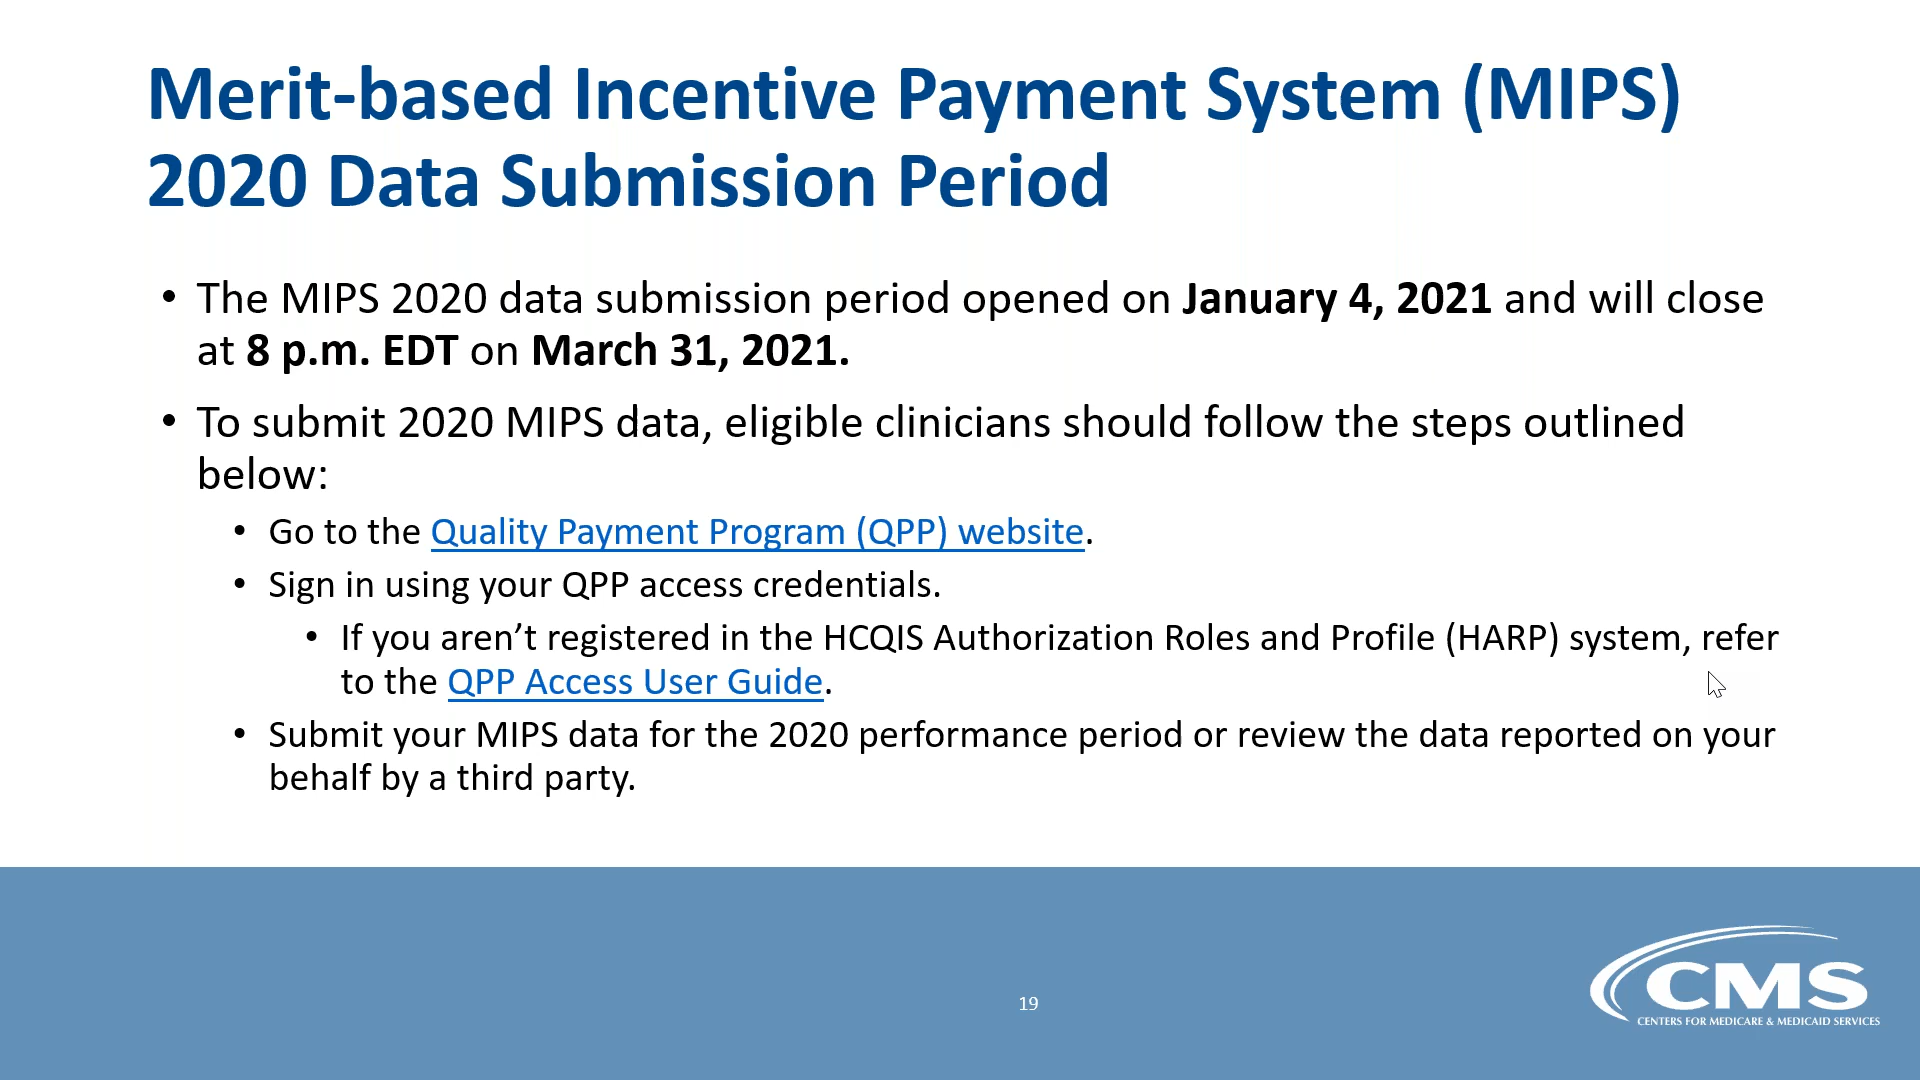 Merit-based Incentive Payment System (MIPS)
2020 Data Submission Period
• The MIPS 2020 data submission period opened on January 4, 2021 and will close
at 8 p.m. EDT on March 31, 2021.
• To submit 2020 MIPS data, eligible clinicians should follow the steps outlined
below:
• Go to the Quality Payment Program (QPP) website.
• Sign in using your QPP access credentials.
• If you aren’t registered in the HCQIS Authorization Roles and Profile (HARP) system, refer
to the QPP Access User Guide.
• Submit your MIPS data for the 2020 performance period or review the data reported on your
behalf by a third party.
19
CMS
CENTERS FOR MEDICARE & MEDICAID SERVICES